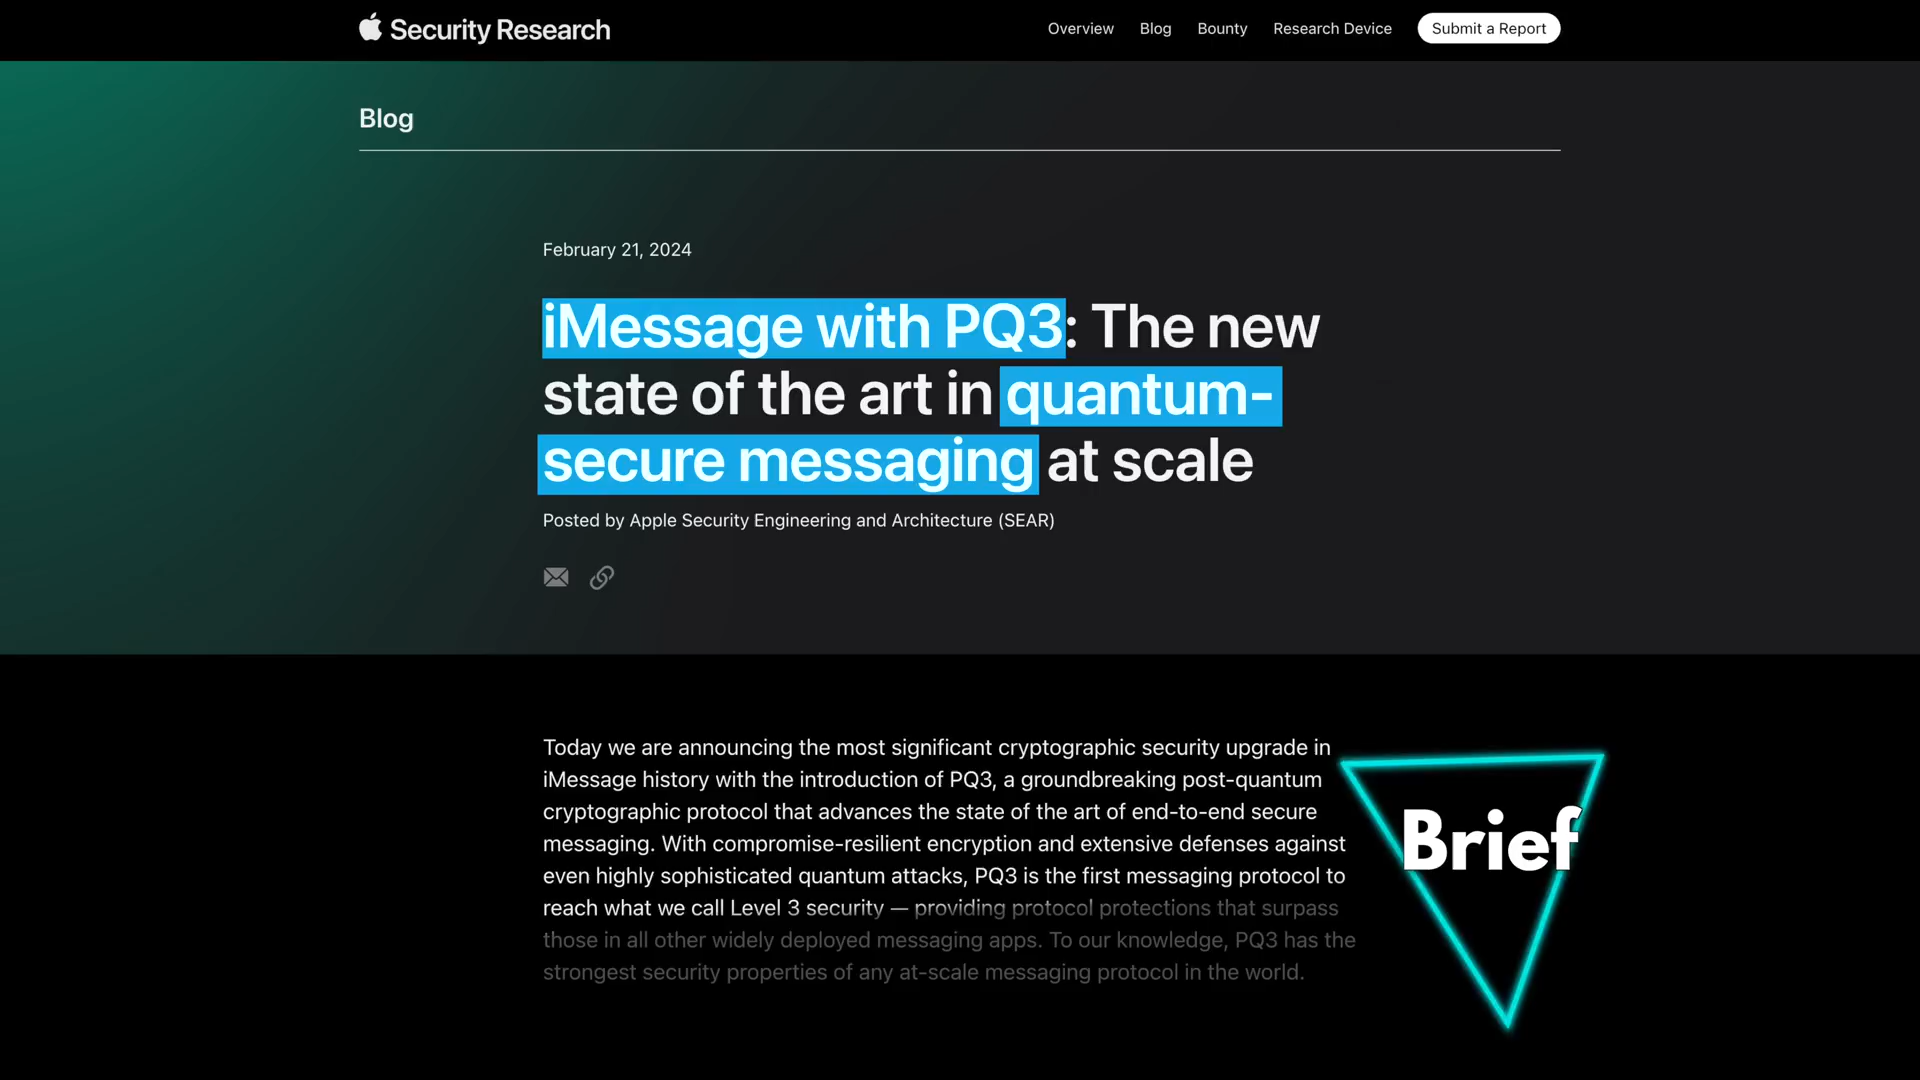 Security Research
Overview Blog Bounty Research Device Submit a Report
Blog
February 21, 2024
iMessage with PQ3: The new
state of the art in quantum-
secure messaging at scale
Posted by Apple Security Engineering and Architecture (SEAR)
Today we are announcing the most significant cryptographic security upgrade in
iMessage history with the introduction of PQ3, a groundbreaking post-quantum
cryptographic protocol that advances the state of the art of end-to-end secure
messaging. With compromise-resilient encryption and extensive defenses against
even highly sophisticated quantum attacks, PQ3 is the first messaging protocol to
reach what we call Level 3 security — providing protocol protections that surpass
those in all other widely deployed messaging apps. To our knowledge, PQ3 has the
strongest security properties of any at-scale messaging protocol in the world.
Brief